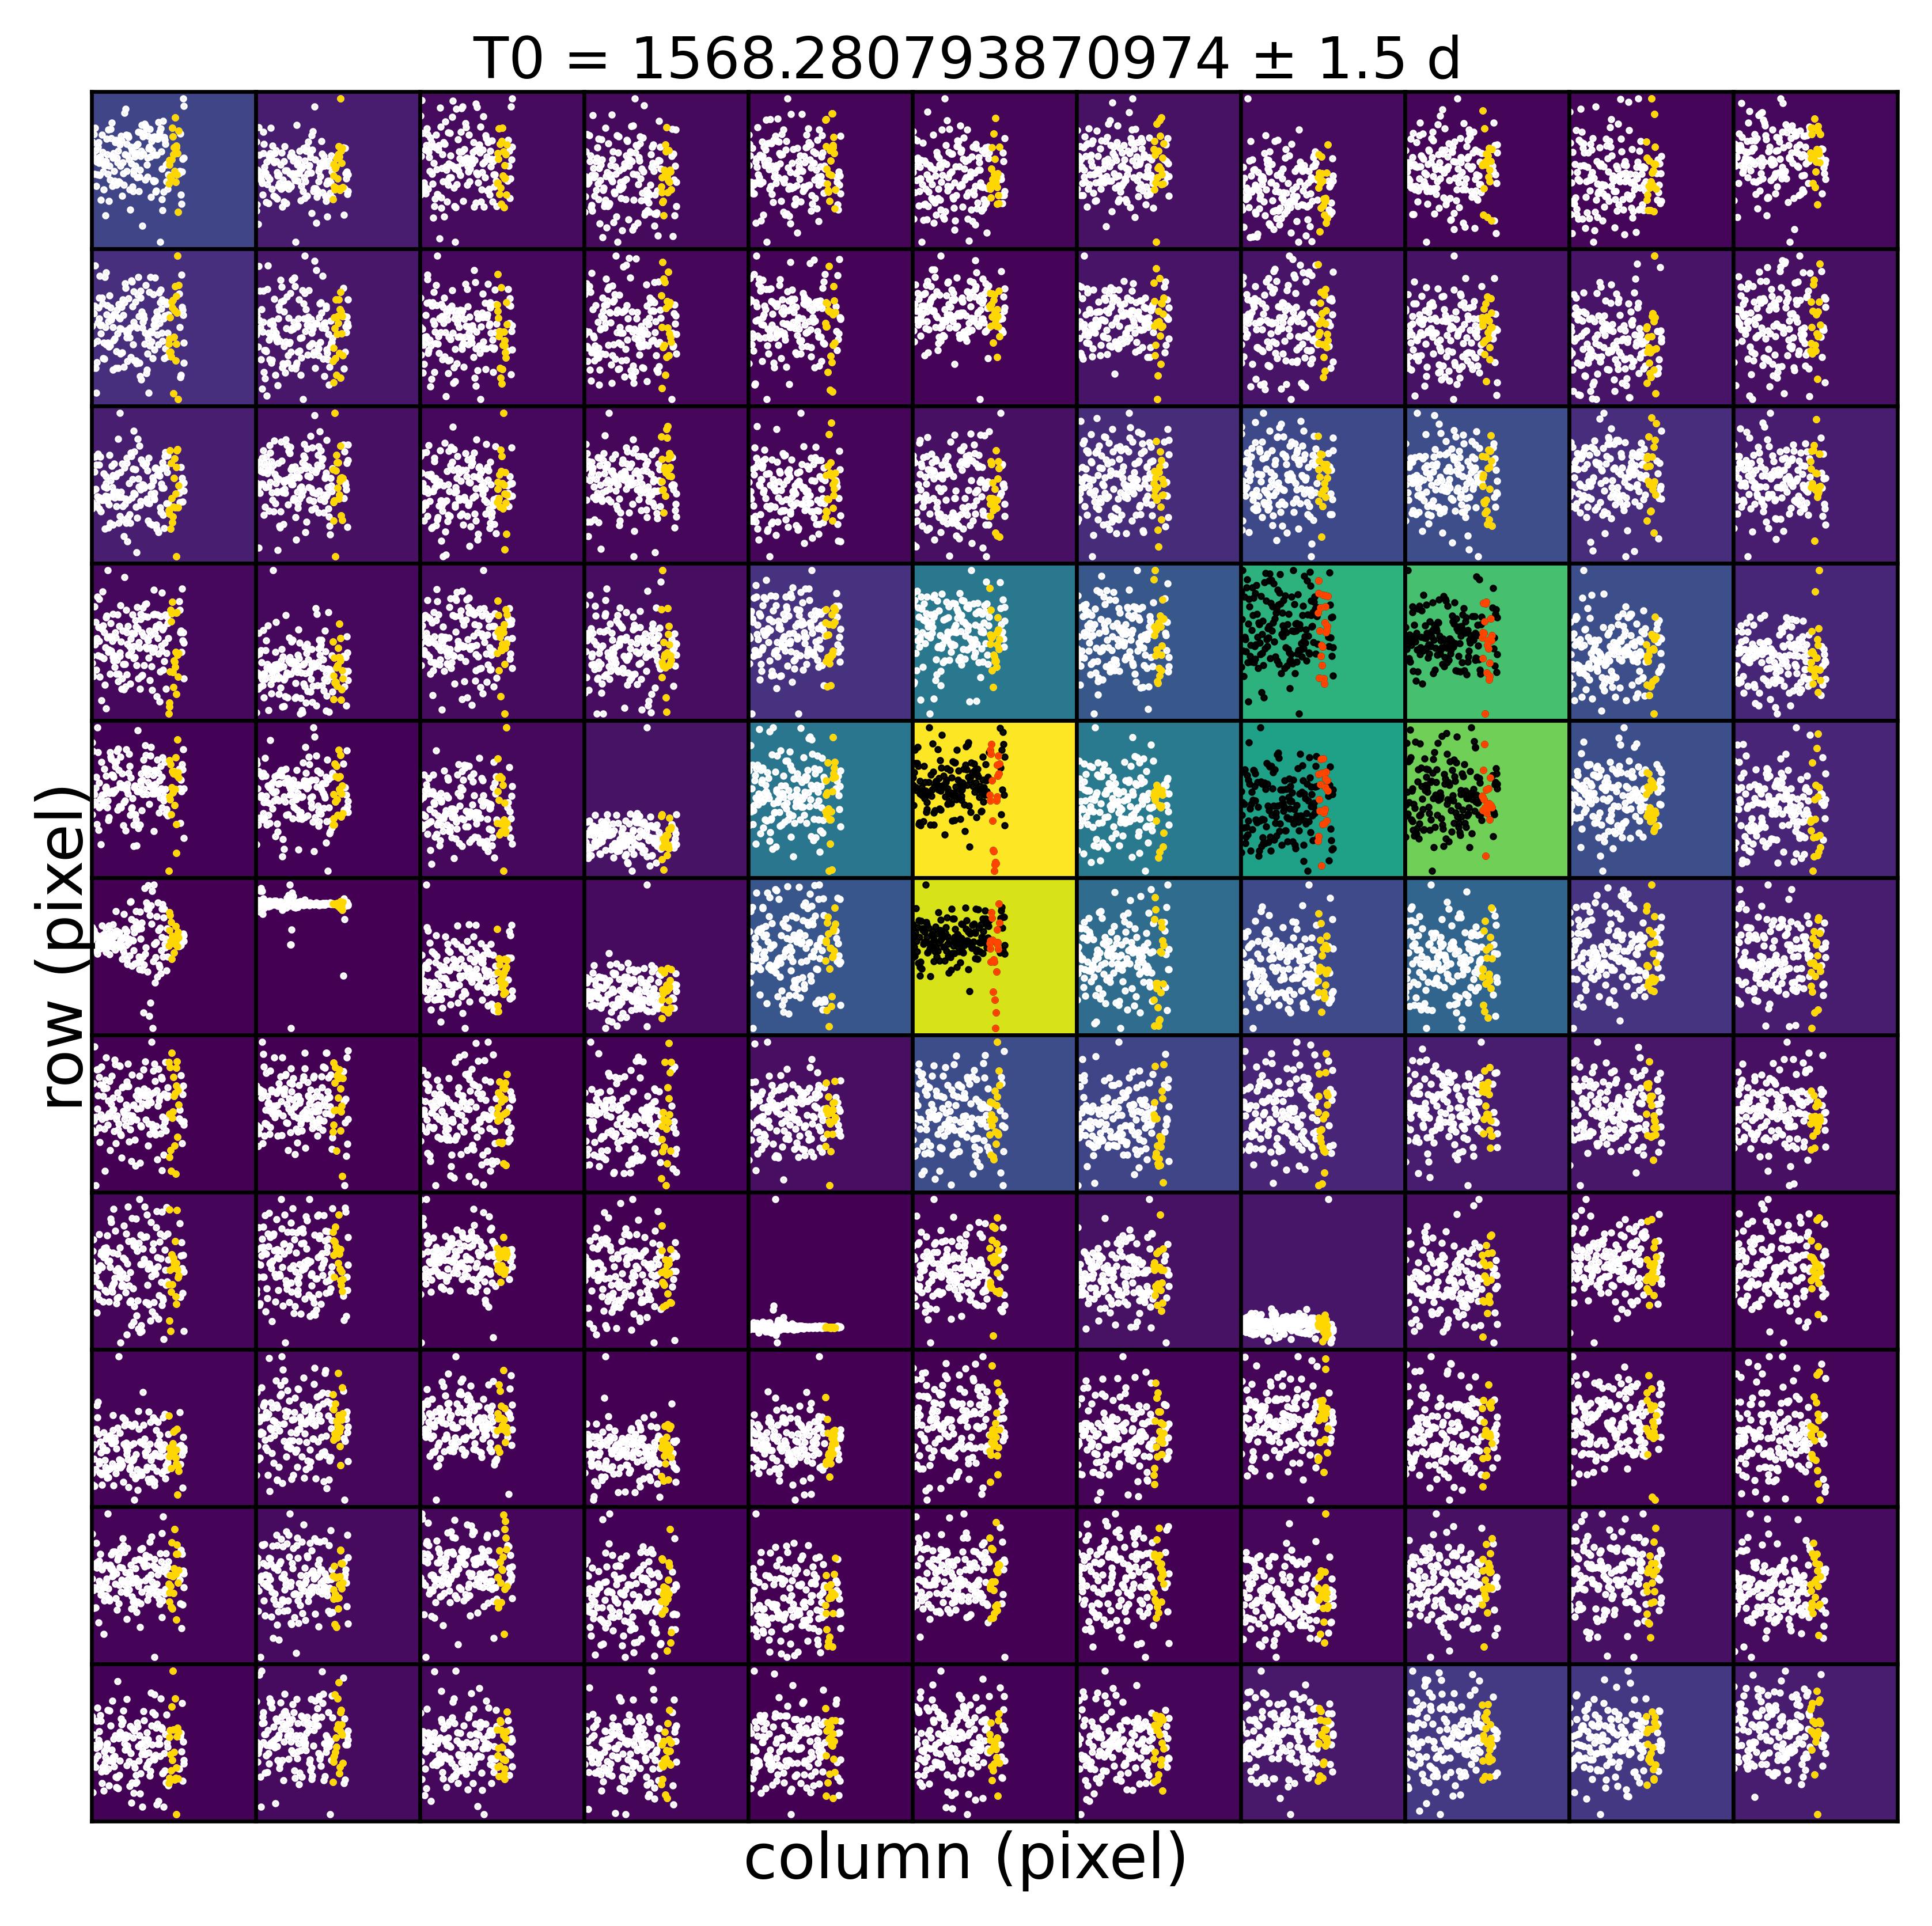 T0 = 1568.280793870974 ± 1.5 d
row (pixel)
column (pixel)